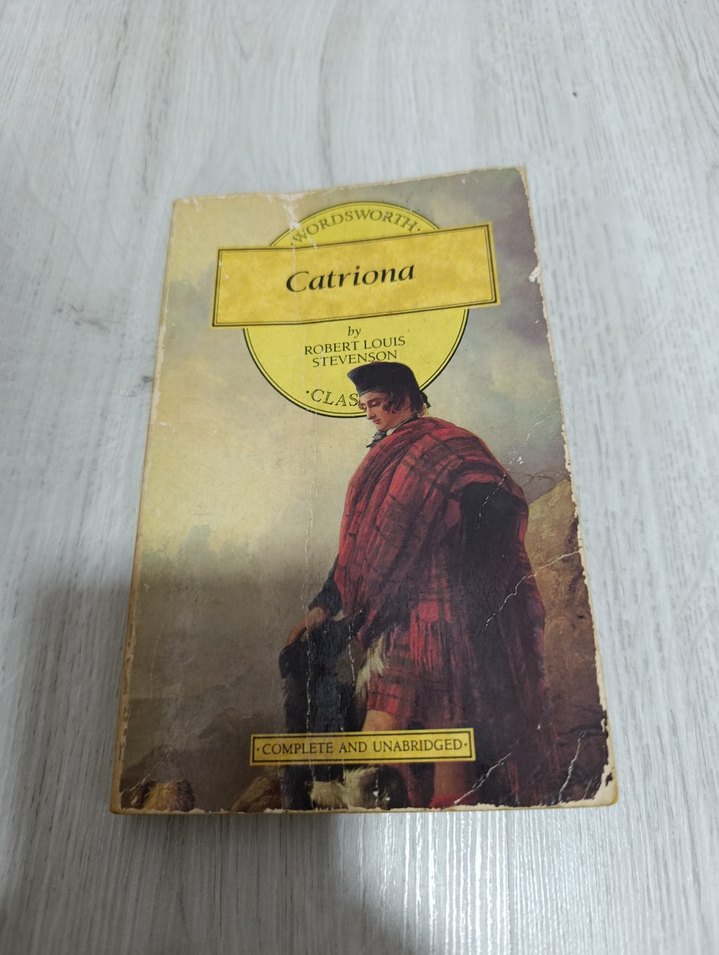 ·WORDSWORTH·
Catriona
by
ROBERT LOUIS
STEVENSON
·CLAS
·COMPLETE AND UNABRIDGED·